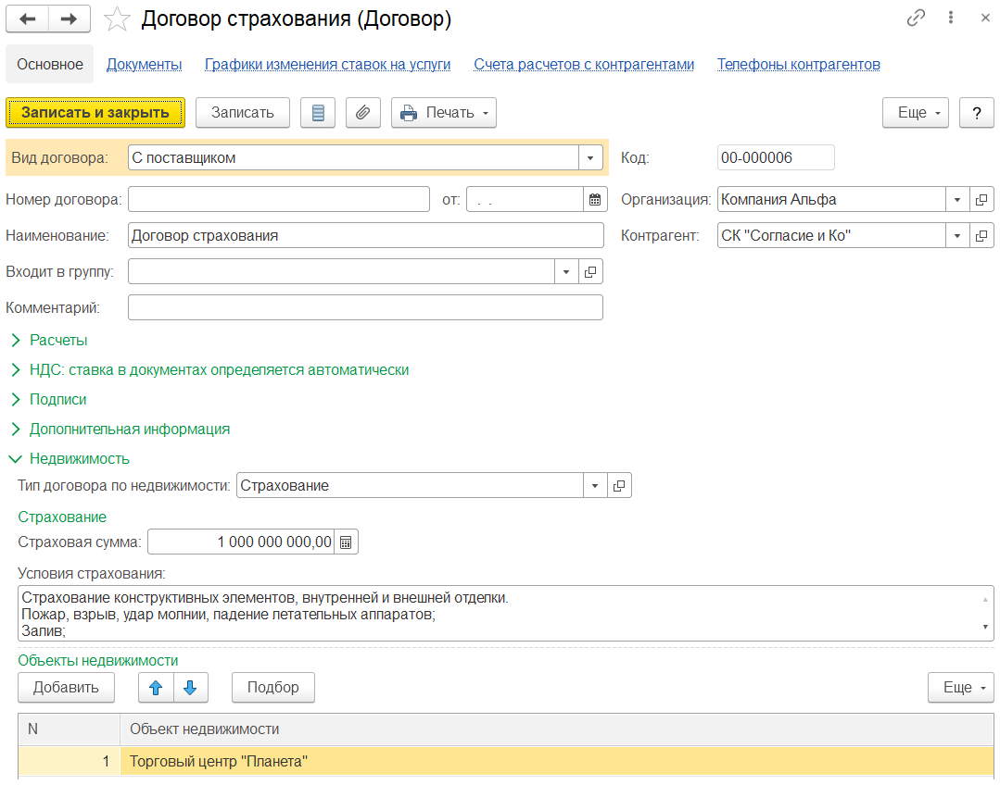 Договор страхования (Договор)
Основное Документы Графики изменения ставок на услуги Счета расчетов с контрагентами Телефоны контрагентов
Записать и закрыть Записать Печать Еще ?
Вид договора: С поставщиком Код: 00-000006
Номер договора: от: . . Организация: Компания Альфа
Наименование: Договор страхования Контрагент: СК "Согласие и Ко"
Входит в группу:
Комментарий:
Расчеты
НДС: ставка в документах определяется автоматически
Подписи
Дополнительная информация
Недвижимость
Тип договора по недвижимости: Страхование
Страхование
Страховая сумма: 1 000 000 000,00
Условия страхования:
Страхование конструктивных элементов, внутренней и внешней отделки.
Пожар, взрыв, удар молнии, падение летательных аппаратов;
Залив;
Объекты недвижимости
Добавить Подбор Еще
N Объект недвижимости
1 Торговый центр "Планета"